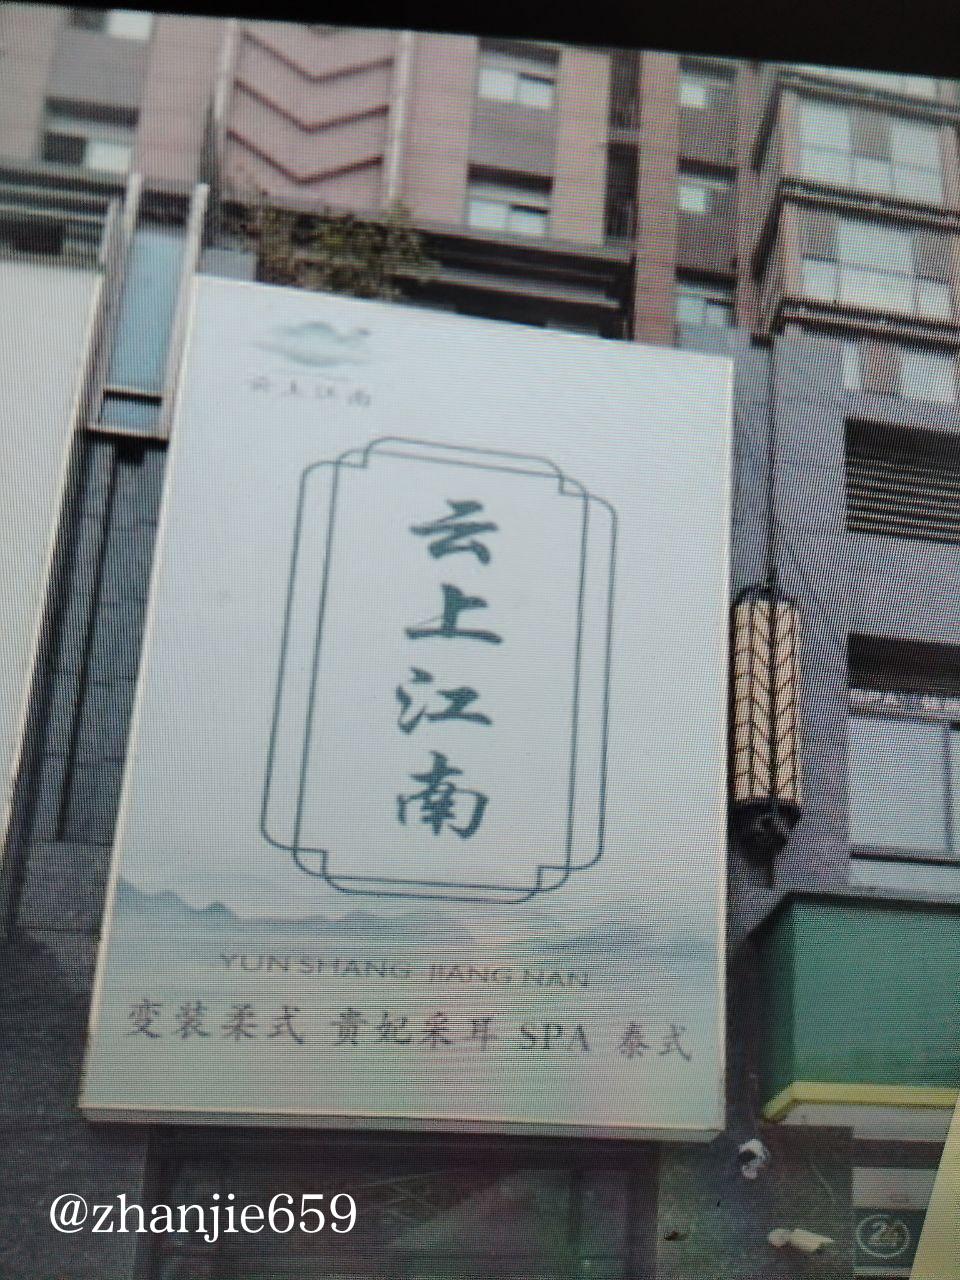 云上江南
云上江南
YUN SHANG JIANG NAN
变装柔式 贵妃采耳 SPA 泰式
24
@zhanjie659